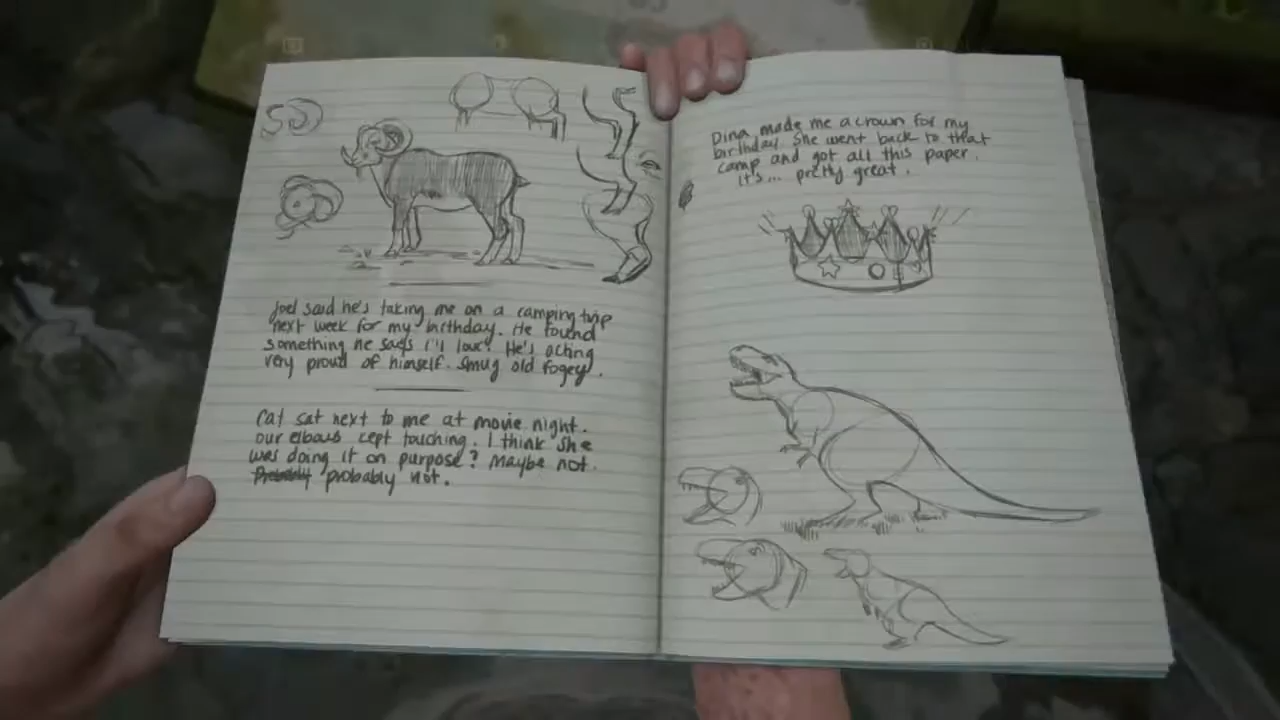 Joel said he's taking me on a camping trip
next week for my birthday. He found
something he says i'll love. He's acting
very proud of himself. Smug old fogey.
Cat sat next to me at movie night.
our elbows kept touching. I think she
was doing it on purpose? Maybe not.
Probably probably not.
Dina made me a crown for my
birthday. She went back to that
camp and got all this paper.
It's... pretty great.